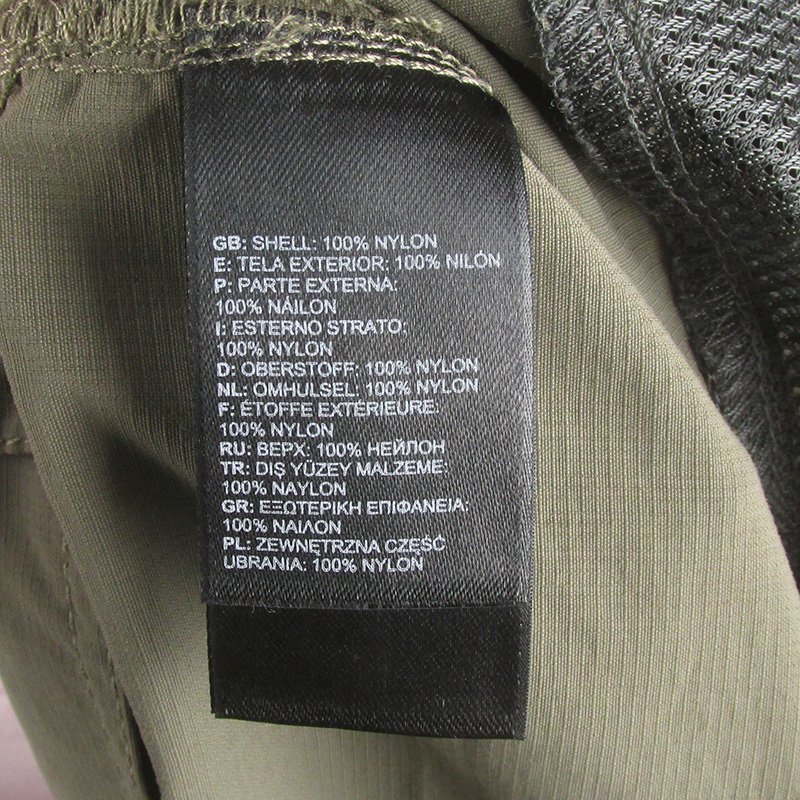 GB: SHELL: 100% NYLON
E: TELA EXTERIOR: 100% NILÓN
P: PARTE EXTERNA:
100% NÁILON
I: ESTERNO STRATO:
100% NYLON
D: OBERSTOFF: 100% NYLON
NL: OMHULSEL: 100% NYLON
F: ÉTOFFE EXTÉRIEURE:
100% NYLON
RU: ВЕРХ: 100% НЕЙЛОН
TR: DIŞ YÜZEY MALZEME:
100% NAYLON
GR: ΕΞΩΤΕΡΙΚΗ ΕΠΙΦΑΝΕΙΑ:
100% ΝΑΙΛΟΝ
PL: ZEWNĘTRZNA CZĘŚĆ
UBRANIA: 100% NYLON